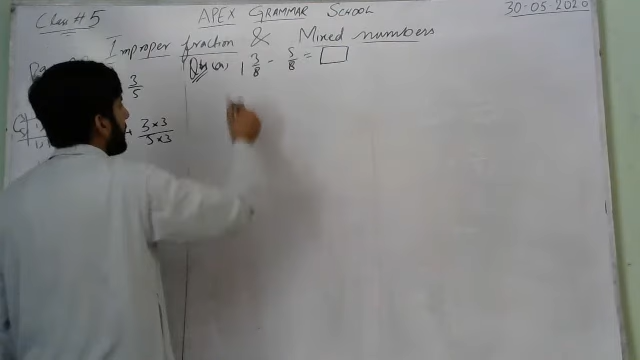 Class # 5
APEX GRAMMAR SCHOOL
30-05-2020
Improper fraction & Mixed numbers
(a) 1 3/8 - 5/8 = □
3/5
3×3/5×3